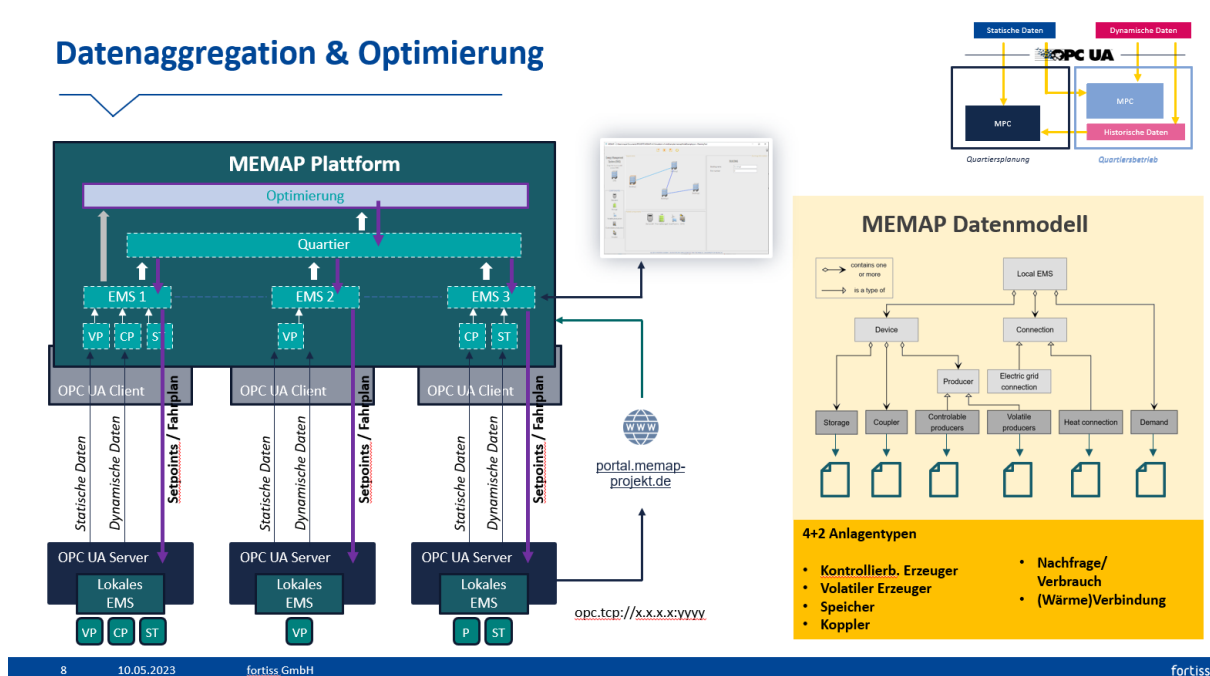 Datenaggregation & Optimierung
Statische Daten
Dynamische Daten
OPC UA
MPC
MPC
Historische Daten
Quartiersplanung
Quartiersbetrieb
MEMAP Plattform
Optimierung
Quartier
EMS 1
EMS 2
EMS 3
VP
CP
ST
VP
CP
ST
OPC UA Client
OPC UA Client
OPC UA Client
Statische Daten
Dynamische Daten
Setpoints / Fahrplan
Statische Daten
Dynamische Daten
Setpoints / Fahrplan
Statische Daten
Dynamische Daten
Setpoints / Fahrplan
OPC UA Server
OPC UA Server
OPC UA Server
Lokales
EMS
Lokales
EMS
Lokales
EMS
VP
CP
ST
VP
P
ST
WWW
portal.memap-
projekt.de
opc.tcp://x.x.x.x:yyyy
MEMAP Datenmodell
contains one
or more
is a type of
Local EMS
Device
Connection
Producer
Electric grid
connection
Storage
Coupler
Controlable
producers
Volatile
producers
Heat connection
Demand
4+2 Anlagentypen
• Kontrollierb. Erzeuger
• Volatiler Erzeuger
• Speicher
• Koppler
• Nachfrage/
Verbrauch
• (Wärme)Verbindung
8
10.05.2023
fortiss GmbH
fortiss